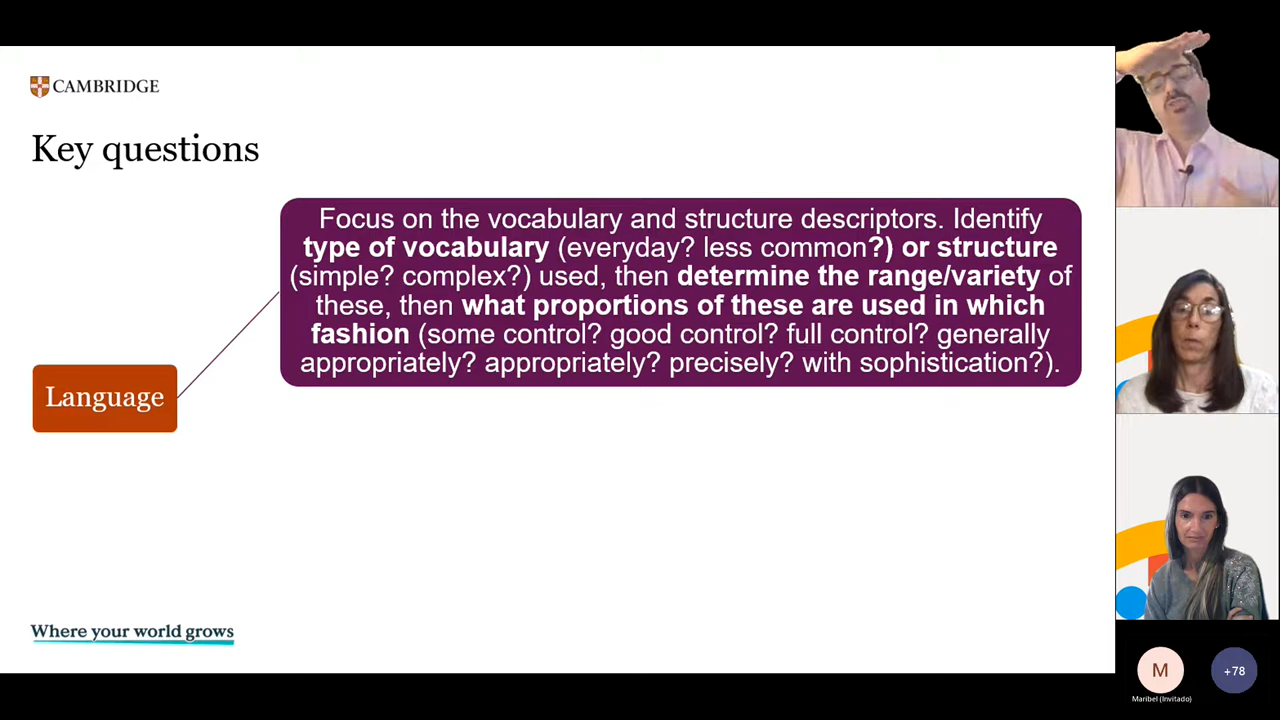 CAMBRIDGE
Key questions
Focus on the vocabulary and structure descriptors. Identify
type of vocabulary (everyday? less common?) or structure
(simple? complex?) used, then determine the range/variety of
these, then what proportions of these are used in which
fashion (some control? good control? full control? generally
appropriately? appropriately? precisely? with sophistication?).
Language
Where your world grows
M
+78
Maribel (Invitado)